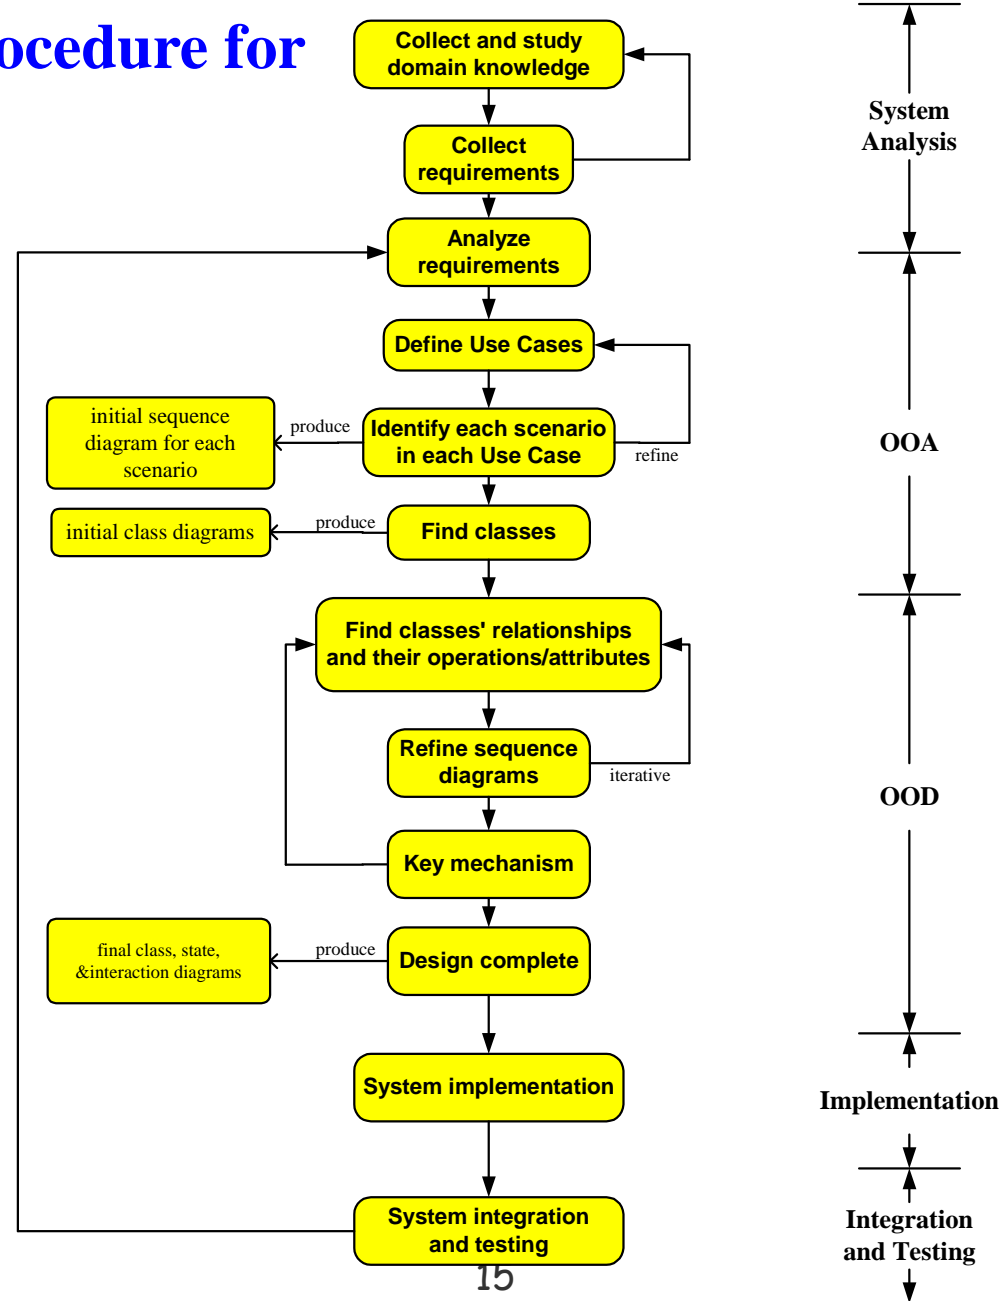 ocedure for
Collect and study
domain knowledge
System
Analysis
Collect
requirements
Analyze
requirements
Define Use Cases
initial sequence
diagram for each
scenario
produce
Identify each scenario
in each Use Case
refine
OOA
initial class diagrams
produce
Find classes
Find classes' relationships
and their operations/attributes
Refine sequence
diagrams
iterative
OOD
Key mechanism
final class, state,
&interaction diagrams
produce
Design complete
System implementation
Implementation
System integration
and testing
Integration
and Testing
15